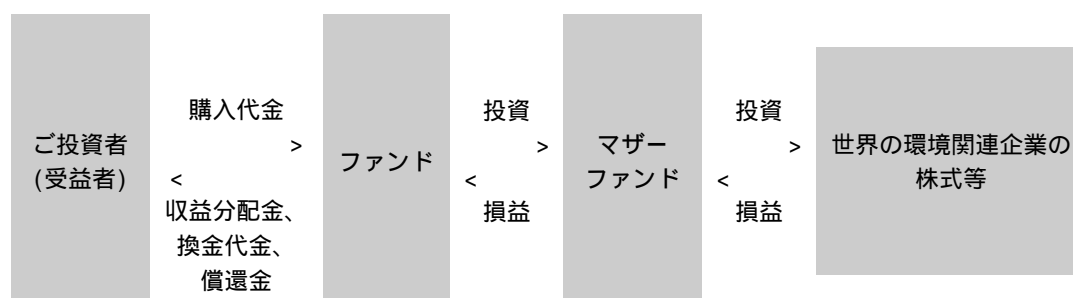 ご投資者
(受益者)
購入代金
>
<
収益分配金、
換金代金、
償還金
ファンド
投資
>
<
損益
マザー
ファンド
投資
>
<
損益
世界の環境関連企業の
株式等